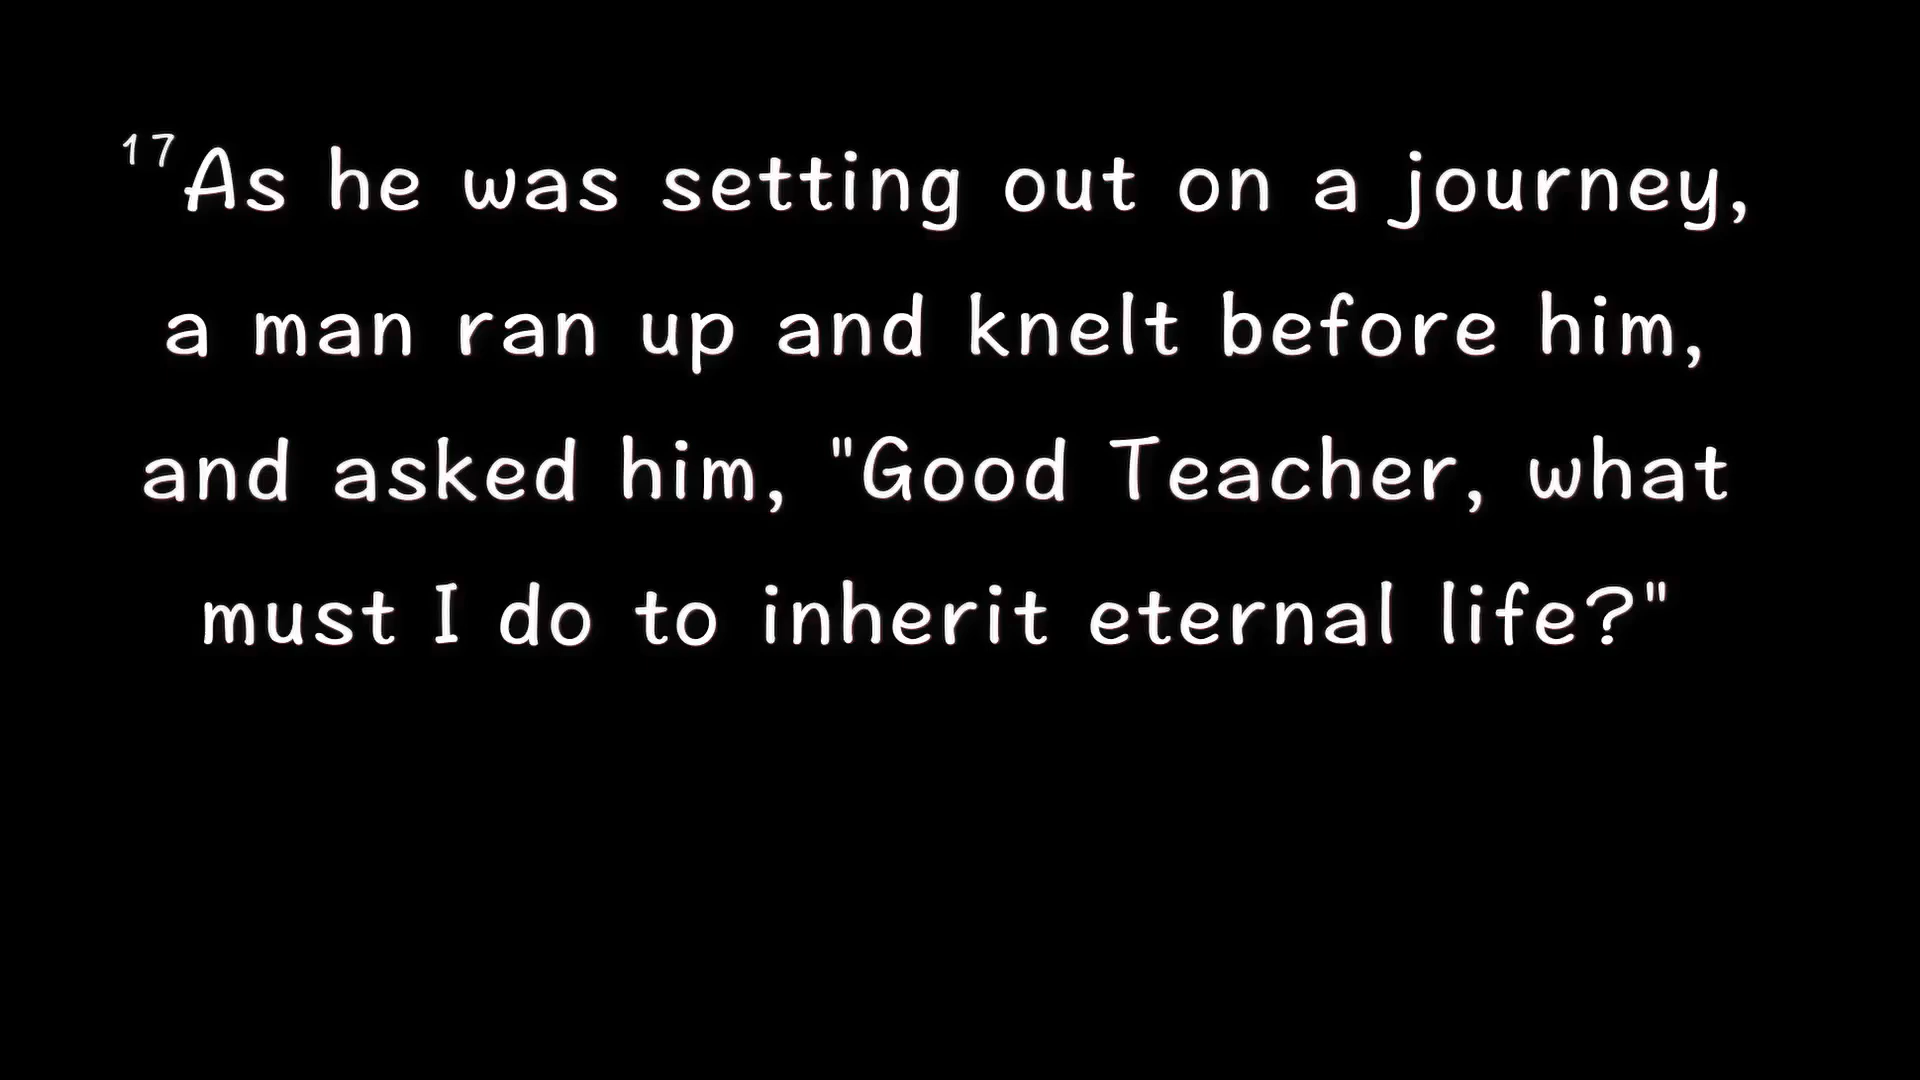 17As he was setting out on a journey,
a man ran up and knelt before him,
and asked him, "Good Teacher, what
must I do to inherit eternal life?"